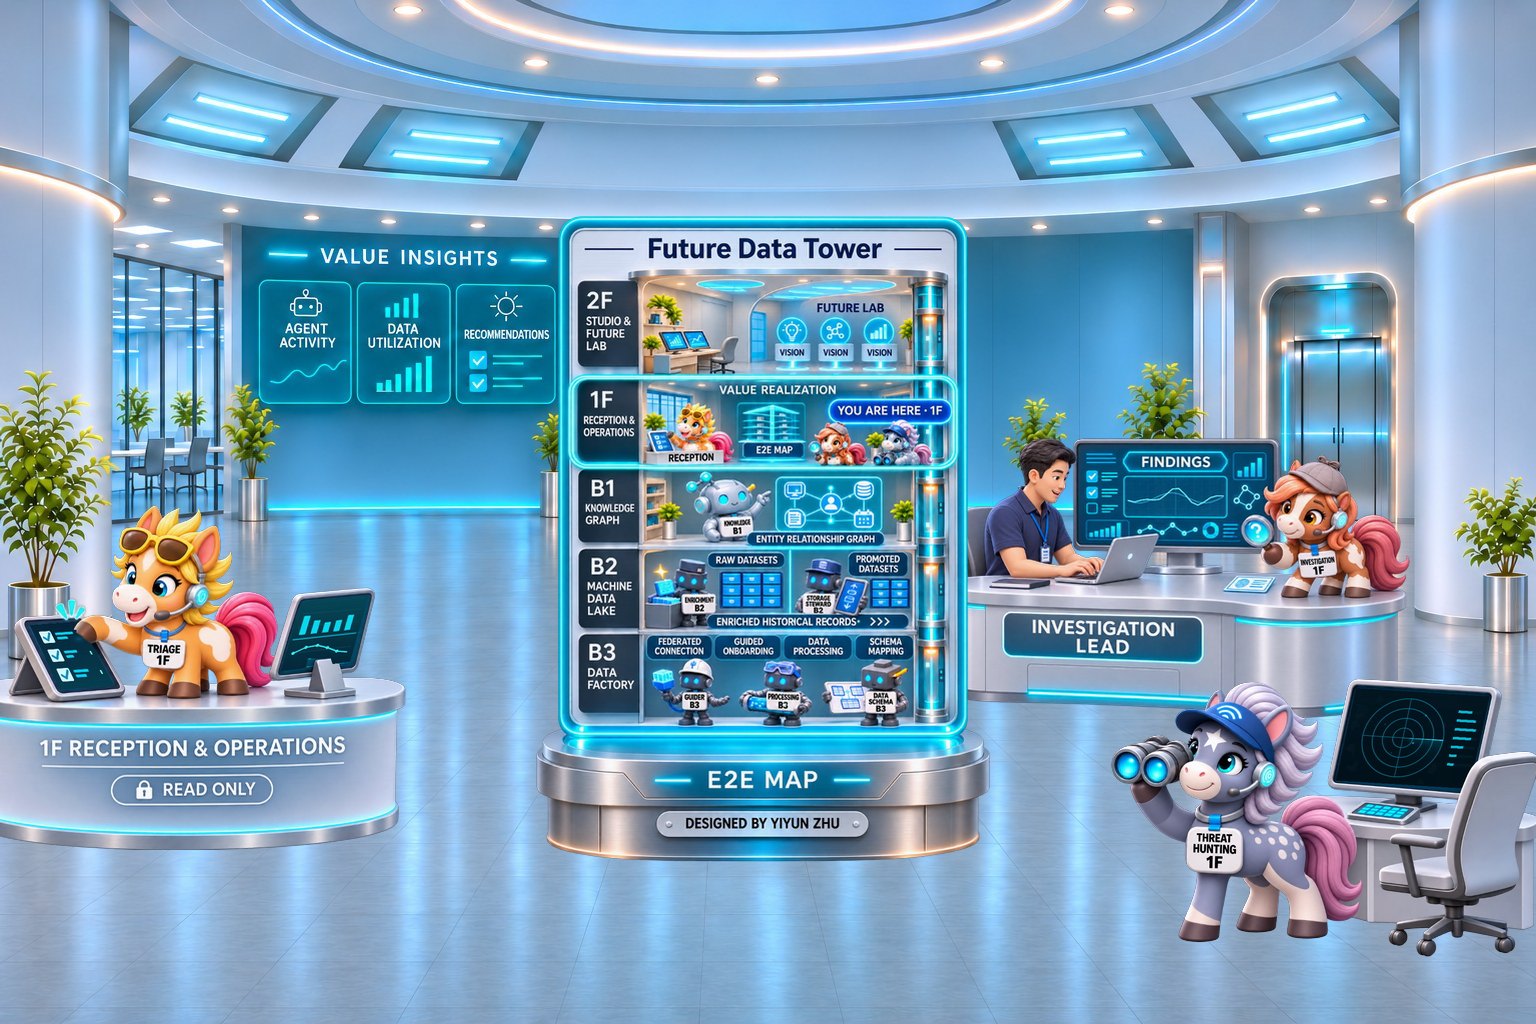 VALUE INSIGHTS
AGENT
ACTIVITY
DATA
UTILIZATION
RECOMMENDATIONS
Future Data Tower
2F
STUDIO &
FUTURE
LAB
FUTURE LAB
VISION
VISION
VISION
1F
RECEPTION &
OPERATIONS
VALUE REALIZATION
YOU ARE HERE · 1F
RECEPTION
E2E MAP
B1
KNOWLEDGE
GRAPH
KNOWLEDGE
B1
ENTITY RELATIONSHIP GRAPH
B2
MACHINE
DATA
LAKE
RAW DATASETS
PROMOTED
DATASETS
ENRICHMENT
B2
STORAGE
STEWARD
B2
ENRICHED HISTORICAL RECORDS• >>>
B3
DATA
FACTORY
FEDERATED
CONNECTION
GUIDED
ONBOARDING
DATA
PROCESSING
SCHEMA
MAPPING
GUIDER
B3
PROCESSING
B3
DATA
SCHEMA
B3
E2E MAP
DESIGNED BY YIYUN ZHU
TRIAGE
1F
1F RECEPTION & OPERATIONS
READ ONLY
FINDINGS
?
INVESTIGATION
1F
INVESTIGATION
LEAD
THREAT
HUNTING
1F